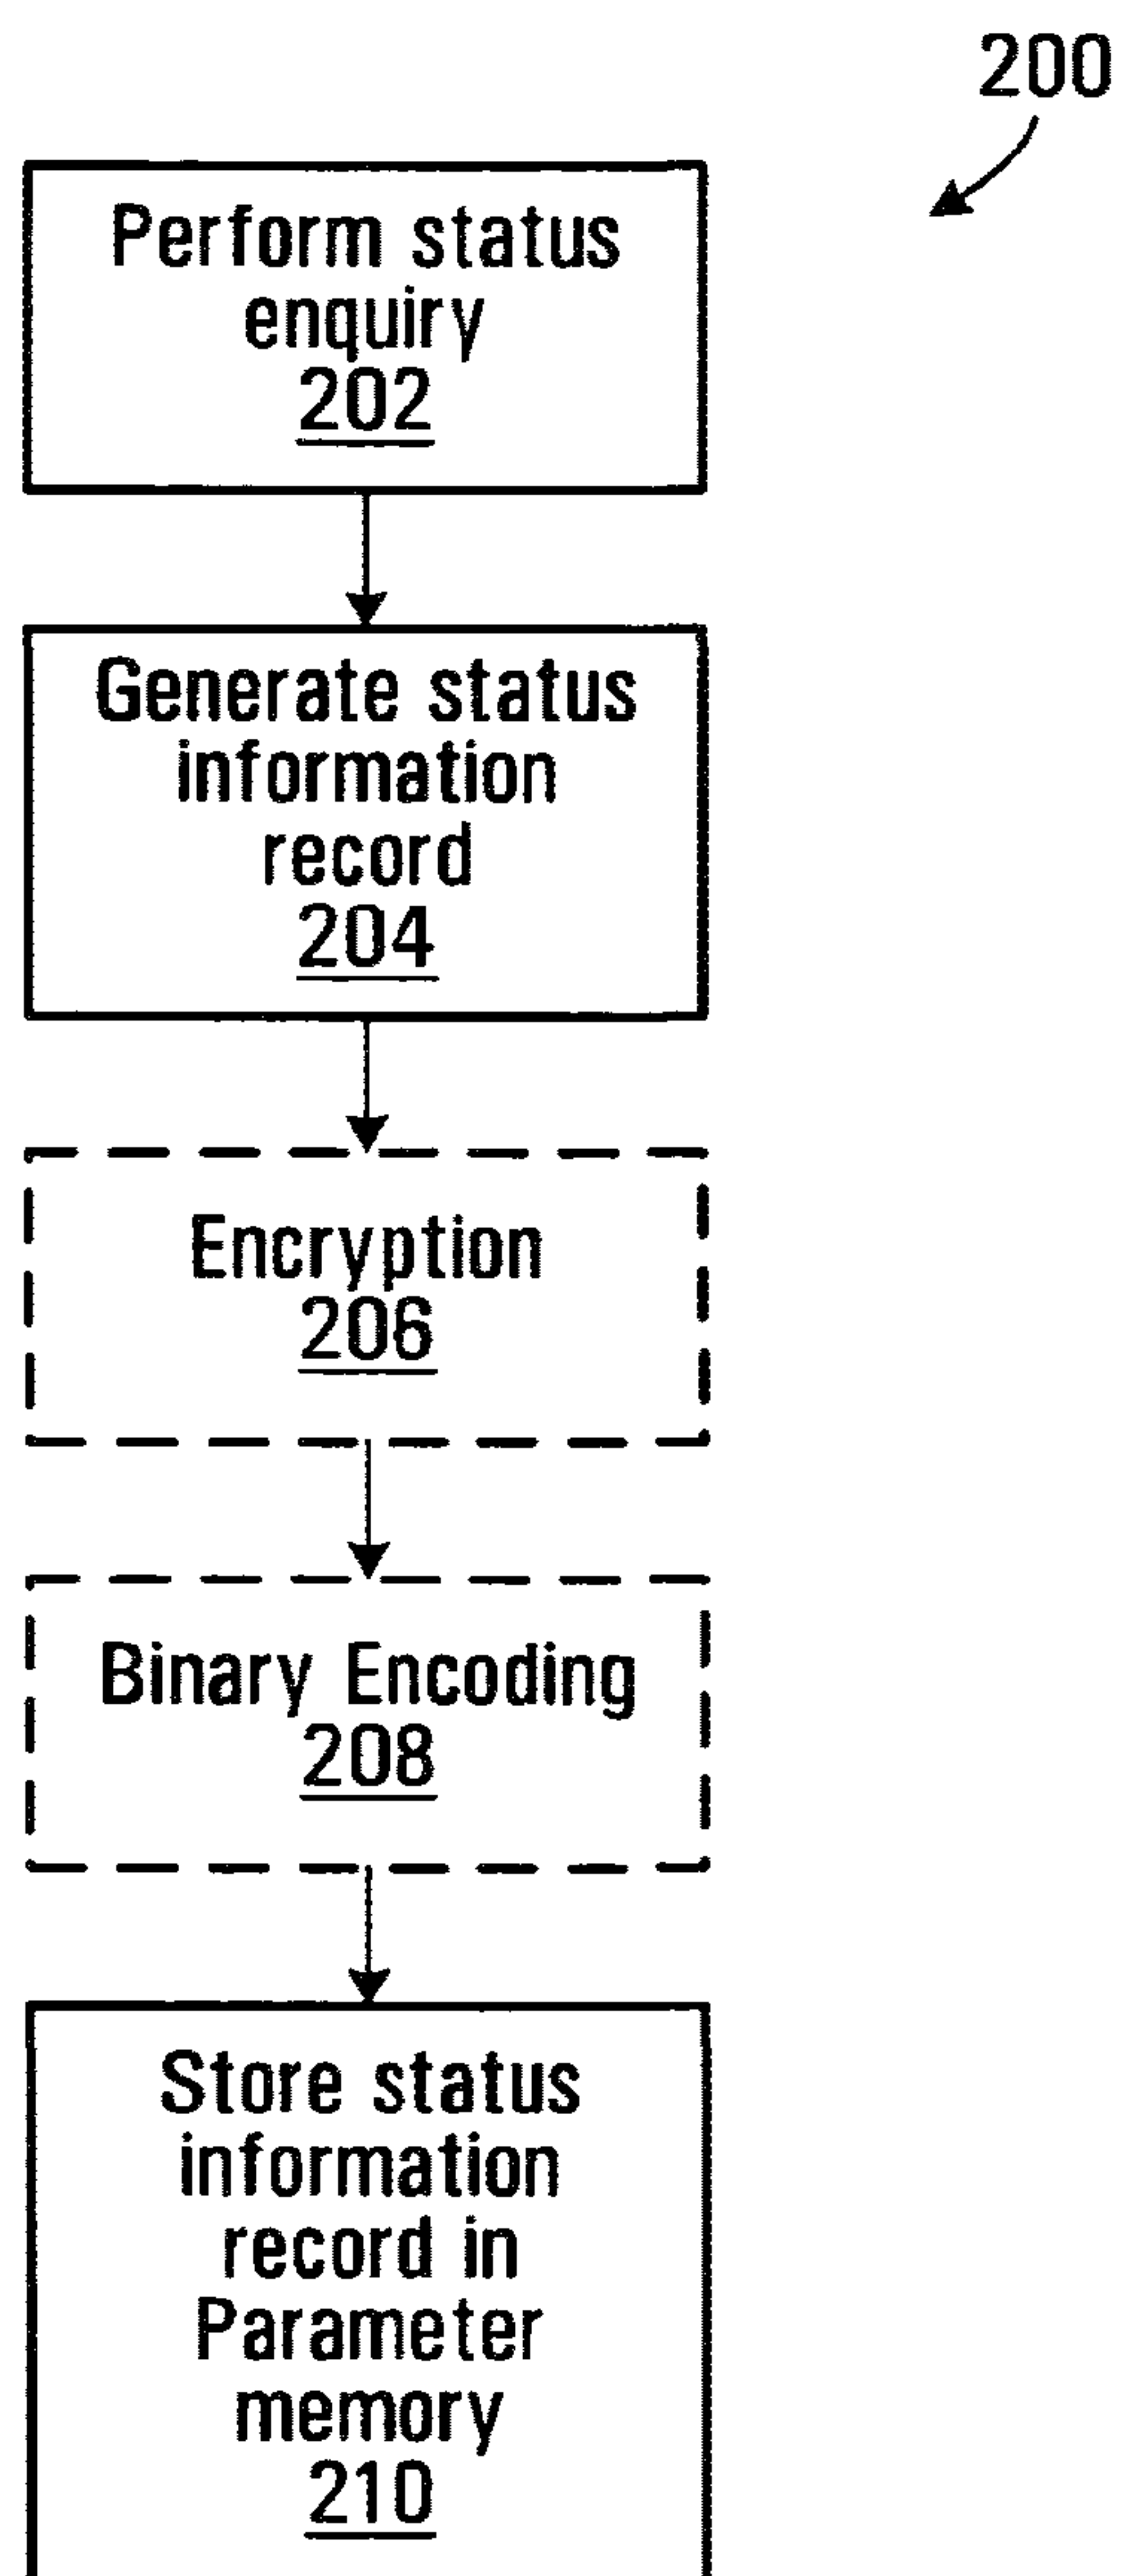 200
Perform status
enquiry
202
Generate status
information
record
204
Encryption
206
Binary Encoding
208
Store status
information
record in
Parameter
memory
210